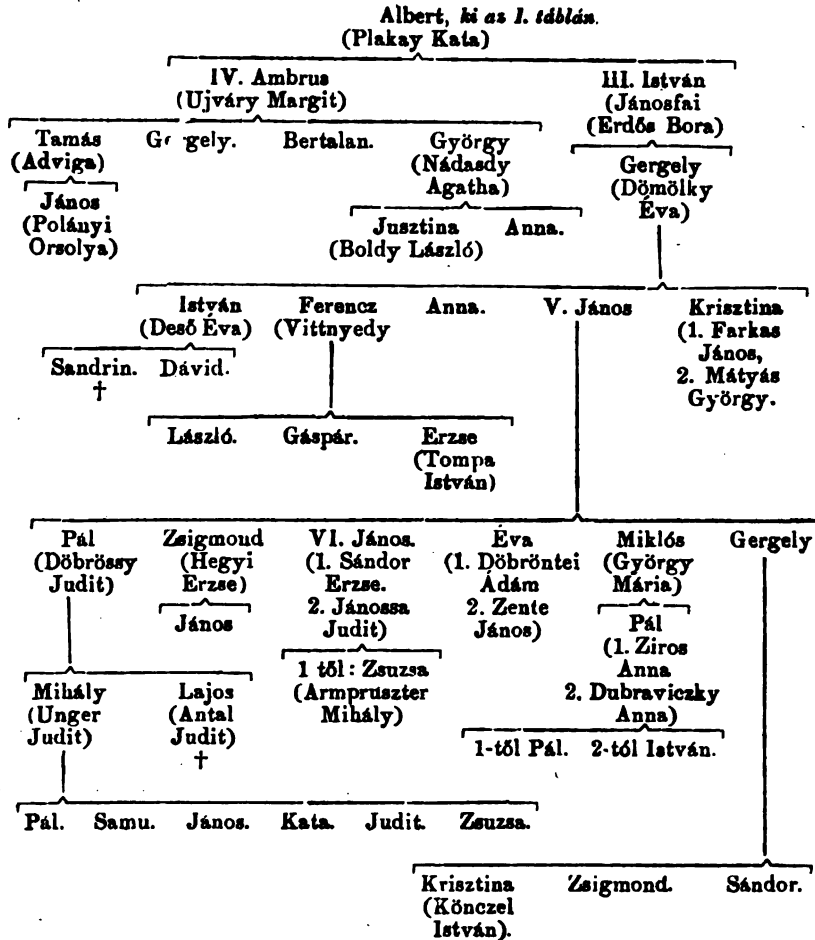 Albert, ki az 1. táblán.
(Plakay Kata)
IV. Ambrus III. István
(Ujváry Margit) (Jánosfai
Tamás Gergely. Bertalan. György (Erdős Bora)
(Adviga) (Nádasdy Gergely
János Agatha) (Dömölky
(Polányi Jusztina Anna. Éva)
Orsolya) (Boldy László)
István Ferencz Anna. V. János Krisztina
(Deső Éva) (Vittnyedy (1. Farkas
Sandrin. Dávid. János,
† 2. Mátyás
György.
László. Gáspár. Erzse
(Tompa
István)
Pál Zsigmond VI. János. Éva Miklós Gergely
(Döbrössy (Hegyi (1. Sándor (1. Döbröntei (György
Judit) Erzse) Erzse. Ádám Mária)
János 2. Jánossa 2. Zente Pál
Judit) János) (1. Ziros
1 től: Zsuzsa Anna
Mihály Lajos (Armpruszter 2. Dubraviczky
(Unger (Antal Mihály) Anna)
Judit) Judit) 1-től Pál. 2-tól István.
†
Pál. Samu. János. Kata. Judit. Zsuzsa.
Krisztina Zsigmond. Sándor.
(Könczel
István).